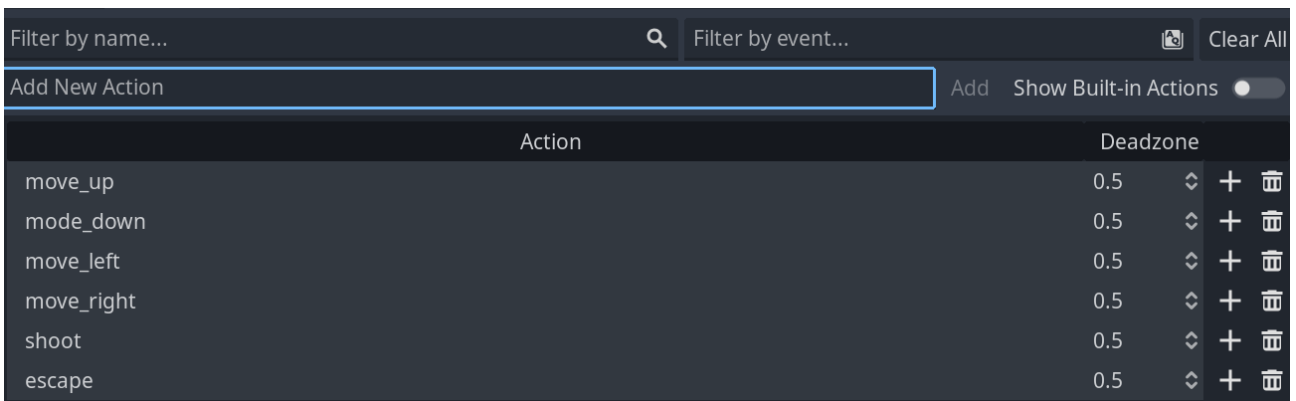 Filter by name... Filter by event... Clear All
Add New Action Add Show Built-in Actions
Action Deadzone
move_up 0.5
mode_down 0.5
move_left 0.5
move_right 0.5
shoot 0.5
escape 0.5